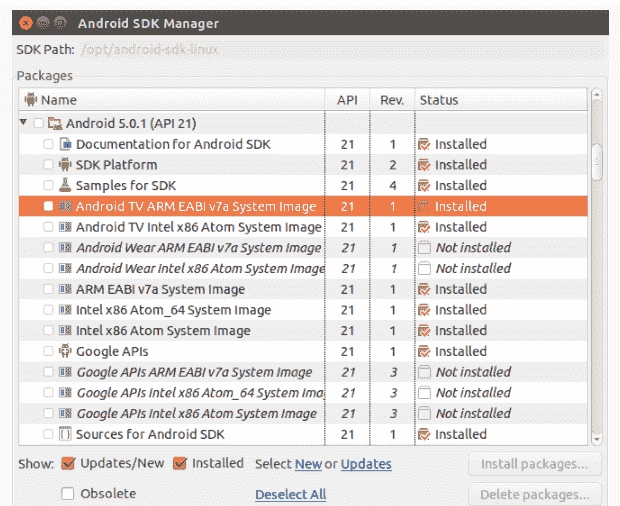 Android SDK Manager
SDK Path: /opt/android-sdk-linux
Packages
Name API Rev. Status
Android 5.0.1 (API 21)
Documentation for Android SDK 21 1 Installed
SDK Platform 21 2 Installed
Samples for SDK 21 4 Installed
Android TV ARM EABI v7a System Image 21 1 Installed
Android TV Intel x86 Atom System Image 21 1 Installed
Android Wear ARM EABI v7a System Image 21 1 Not installed
Android Wear Intel x86 Atom System Image 21 1 Not installed
ARM EABI v7a System Image 21 1 Installed
Intel x86 Atom_64 System Image 21 1 Installed
Intel x86 Atom System Image 21 1 Installed
Google APIs 21 1 Installed
Google APIs ARM EABI v7a System Image 21 3 Not installed
Google APIs Intel x86 Atom_64 System Ima 21 3 Not installed
Google APIs Intel x86 Atom System Image 21 3 Not installed
Sources for Android SDK 21 1 Installed
Show: Updates/New Installed Select New or Updates Install packages...
Obsolete Deselect All Delete packages...